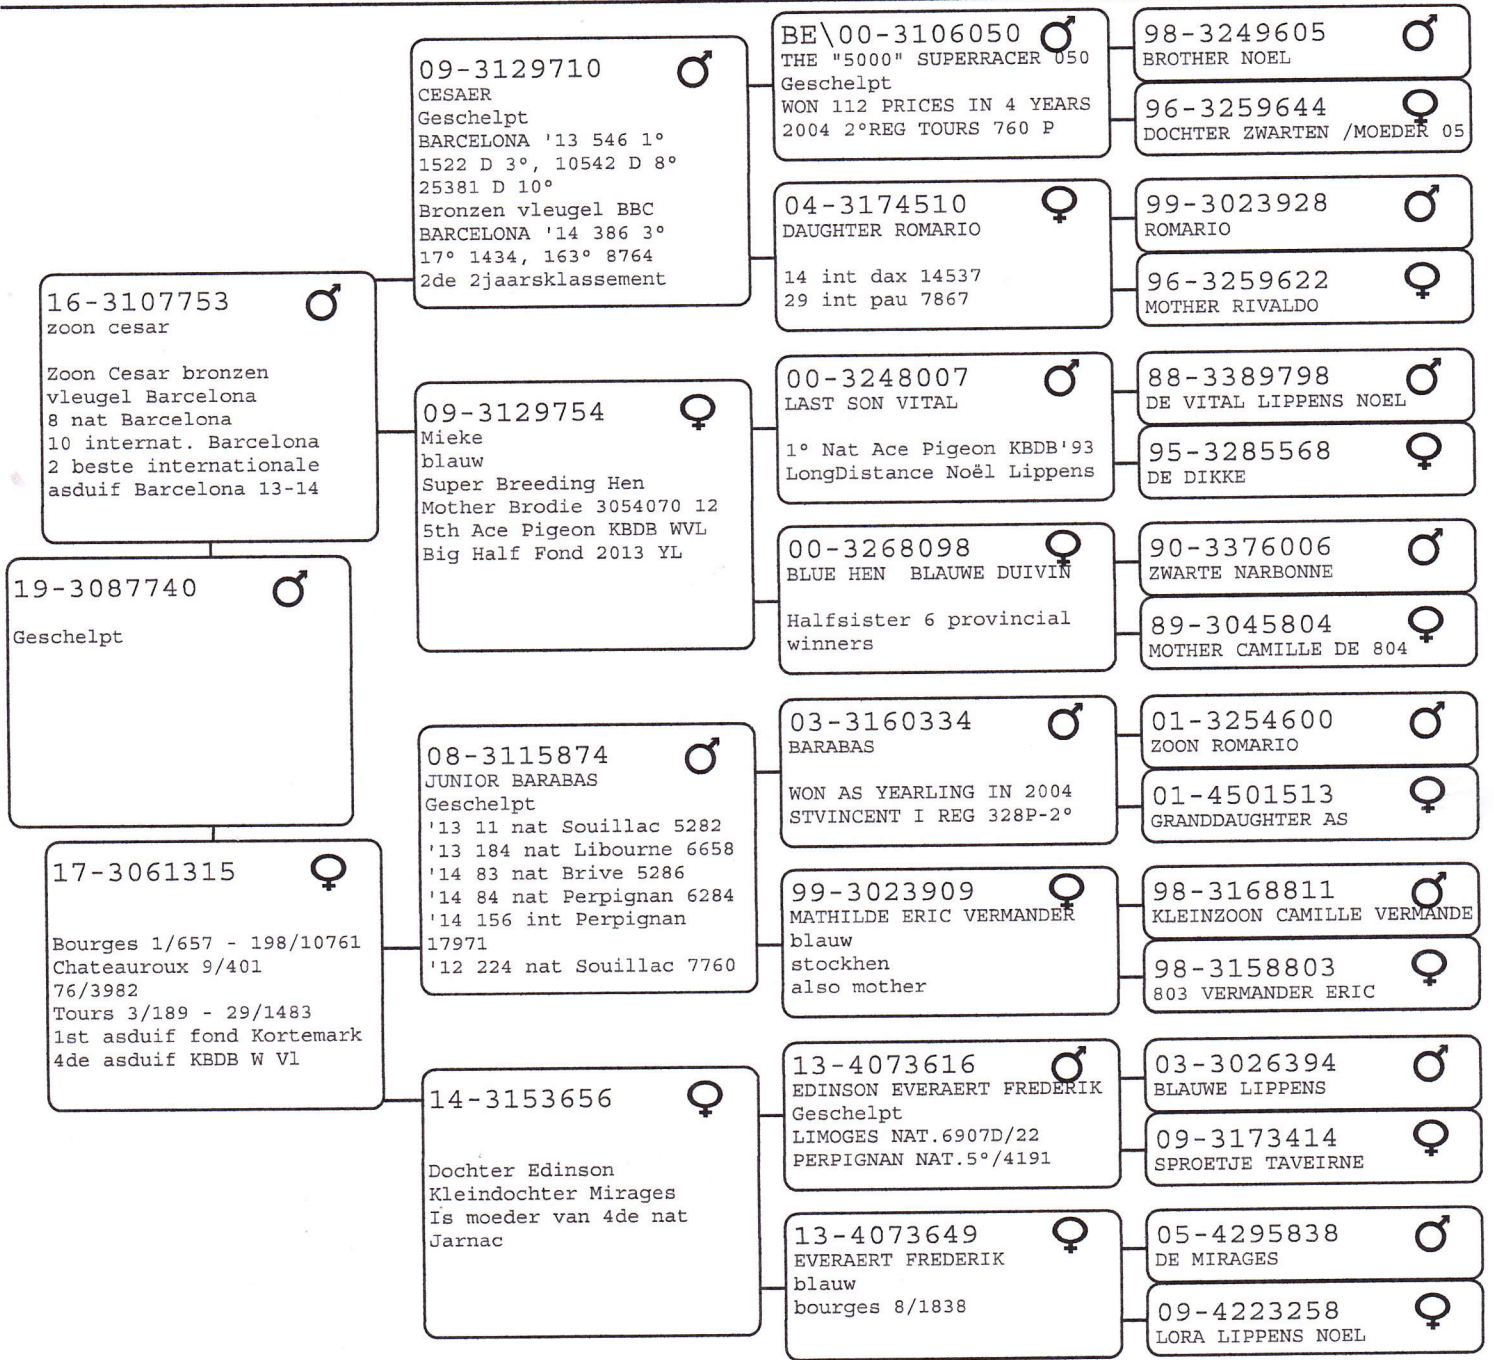 19-3087740
Geschelpt
16-3107753
zoon cesar
Zoon Cesar bronzen
vleugel Barcelona
8 nat Barcelona
10 internat. Barcelona
2 beste internationale
asduif Barcelona 13-14
17-3061315
Bourges 1/657 - 198/10761
Chateauroux 9/401
76/3982
Tours 3/189 - 29/1483
1st asduif fond Kortemark
4de asduif KBDB W Vl
09-3129710
CESAER
Geschelpt
BARCELONA '13 546 1°
1522 D 3°, 10542 D 8°
25381 D 10°
Bronzen vleugel BBC
BARCELONA '14 386 3°
17° 1434, 163° 8764
2de 2jaarsklassement
09-3129754
Mieke
blauw
Super Breeding Hen
Mother Brodie 3054070 12
5th Ace Pigeon KBDB WVL
Big Half Fond 2013 YL
08-3115874
JUNIOR BARABAS
Geschelpt
'13 11 nat Souillac 5282
'13 184 nat Libourne 6658
'14 83 nat Brive 5286
'14 84 nat Perpignan 6284
'14 156 int Perpignan
17971
'12 224 nat Souillac 7760
14-3153656
Dochter Edinson
Kleindochter Mirages
Is moeder van 4de nat
Jarnac
BE\00-3106050
THE "5000" SUPERRACER 050
Geschelpt
WON 112 PRICES IN 4 YEARS
2004 2°REG TOURS 760 P
04-3174510
DAUGHTER ROMARIO
14 int dax 14537
29 int pau 7867
00-3248007
LAST SON VITAL
1° Nat Ace Pigeon KBDB'93
LongDistance Noël Lippens
00-3268098
BLUE HEN BLAUWE DUIVIN
Halfsister 6 provincial
winners
03-3160334
BARABAS
WON AS YEARLING IN 2004
STVINCENT I REG 328P-2°
99-3023909
MATHILDE ERIC VERMANDER
blauw
stockhen
also mother
13-4073616
EDINSON EVERAERT FREDERIK
Geschelpt
LIMOGES NAT.6907D/22
PERPIGNAN NAT.5°/4191
13-4073649
EVERAERT FREDERIK
blauw
bourges 8/1838
98-3249605
BROTHER NOEL
96-3259644
DOCHTER ZWARTEN /MOEDER 05
99-3023928
ROMARIO
96-3259622
MOTHER RIVALDO
88-3389798
DE VITAL LIPPENS NOEL
95-3285568
DE DIKKE
90-3376006
ZWARTE NARBONNE
89-3045804
MOTHER CAMILLE DE 804
01-3254600
ZOON ROMARIO
01-4501513
GRANDDAUGHTER AS
98-3168811
KLEINZOON CAMILLE VERMANDE
98-3158803
803 VERMANDER ERIC
03-3026394
BLAUWE LIPPENS
09-3173414
SPROETJE TAVEIRNE
05-4295838
DE MIRAGES
09-4223258
LORA LIPPENS NOEL